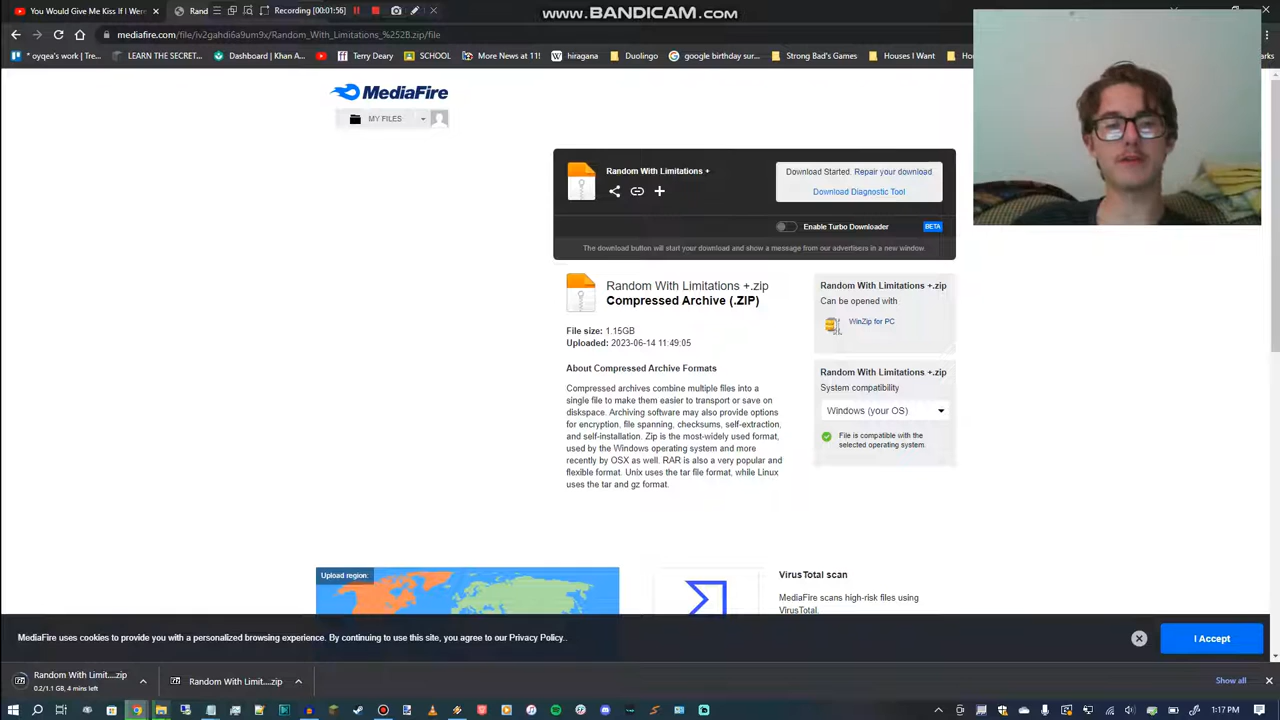 You Would Give Me Kiss If I Wer
Rand
Recording [00:01:56]
WWW.BANDICAM.COM
mediafire.com/file/iv2gahdi6a9um9x/Random_With_Limitations_%252B.zip/file
" oyqea's work | Tre...
LEARN THE SECRET...
Dashboard | Salesfo...
Terry Deary
SCHOOL
More News at 11!
hiragana
Duolingo
google birthday sur...
Strong Bad's Games
Houses I Want
MediaFire
MY FILES
Random With Limitations +
Download Started. Repair your download
Download Diagnostic Tool
Enable Turbo Downloader
BETA
The download button will start your download and show a message from our advertisers in a new window.
Random With Limitations +.zip
Compressed Archive (.ZIP)
File size: 1.15GB
Uploaded: 2023-06-14 11:49:05
About Compressed Archive Formats
Compressed archives combine multiple files into a
single file to make them easier to transport or save on
diskspace. Archiving software may also provide options
for encryption, file spanning, checksums, self-extraction,
and self-installation. Zip is the most-widely used format,
used by the Windows operating system and more
recently by OSX as well. RAR is also a very popular and
flexible format. Unix uses the tar file format, while Linux
uses the tar and gz format.
Random With Limitations +.zip
Can be opened with
WinZip for PC
Random With Limitations +.zip
System compatibility
Windows (your OS)
File is compatible with the
selected operating system.
Upload region:
VirusTotal scan
MediaFire scans high-risk files using
VirusTotal.
MediaFire uses cookies to provide you with a personalized browsing experience. By continuing to use this site, you agree to our Privacy Policy..
I Accept
Random With Limit....zip
0.2/1.1 GB, 4 mins left
Random With Limit....zip
Show all
1:17 PM